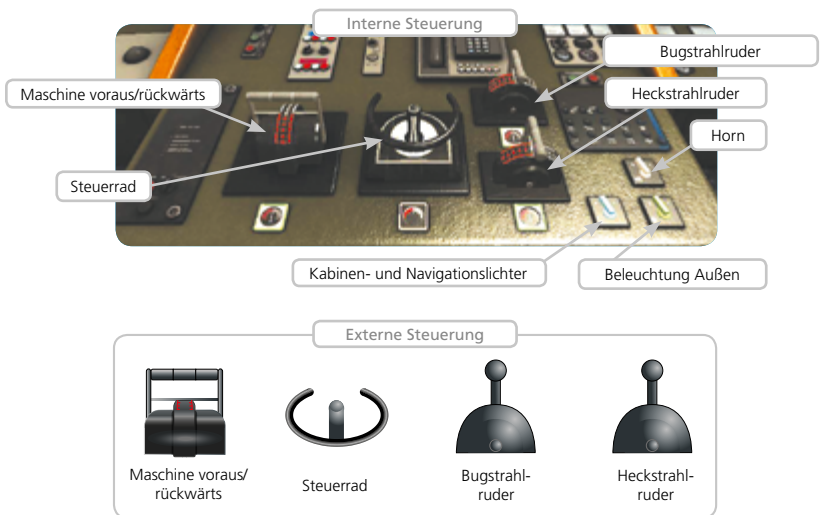 Interne Steuerung
Bugstrahlruder
Maschine voraus/rückwärts
Heckstrahlruder
Horn
Steuerrad
Kabinen- und Navigationslichter
Beleuchtung Außen
Externe Steuerung
Maschine voraus/
rückwärts
Steuerrad
Bugstrahl-
ruder
Heckstrahl-
ruder